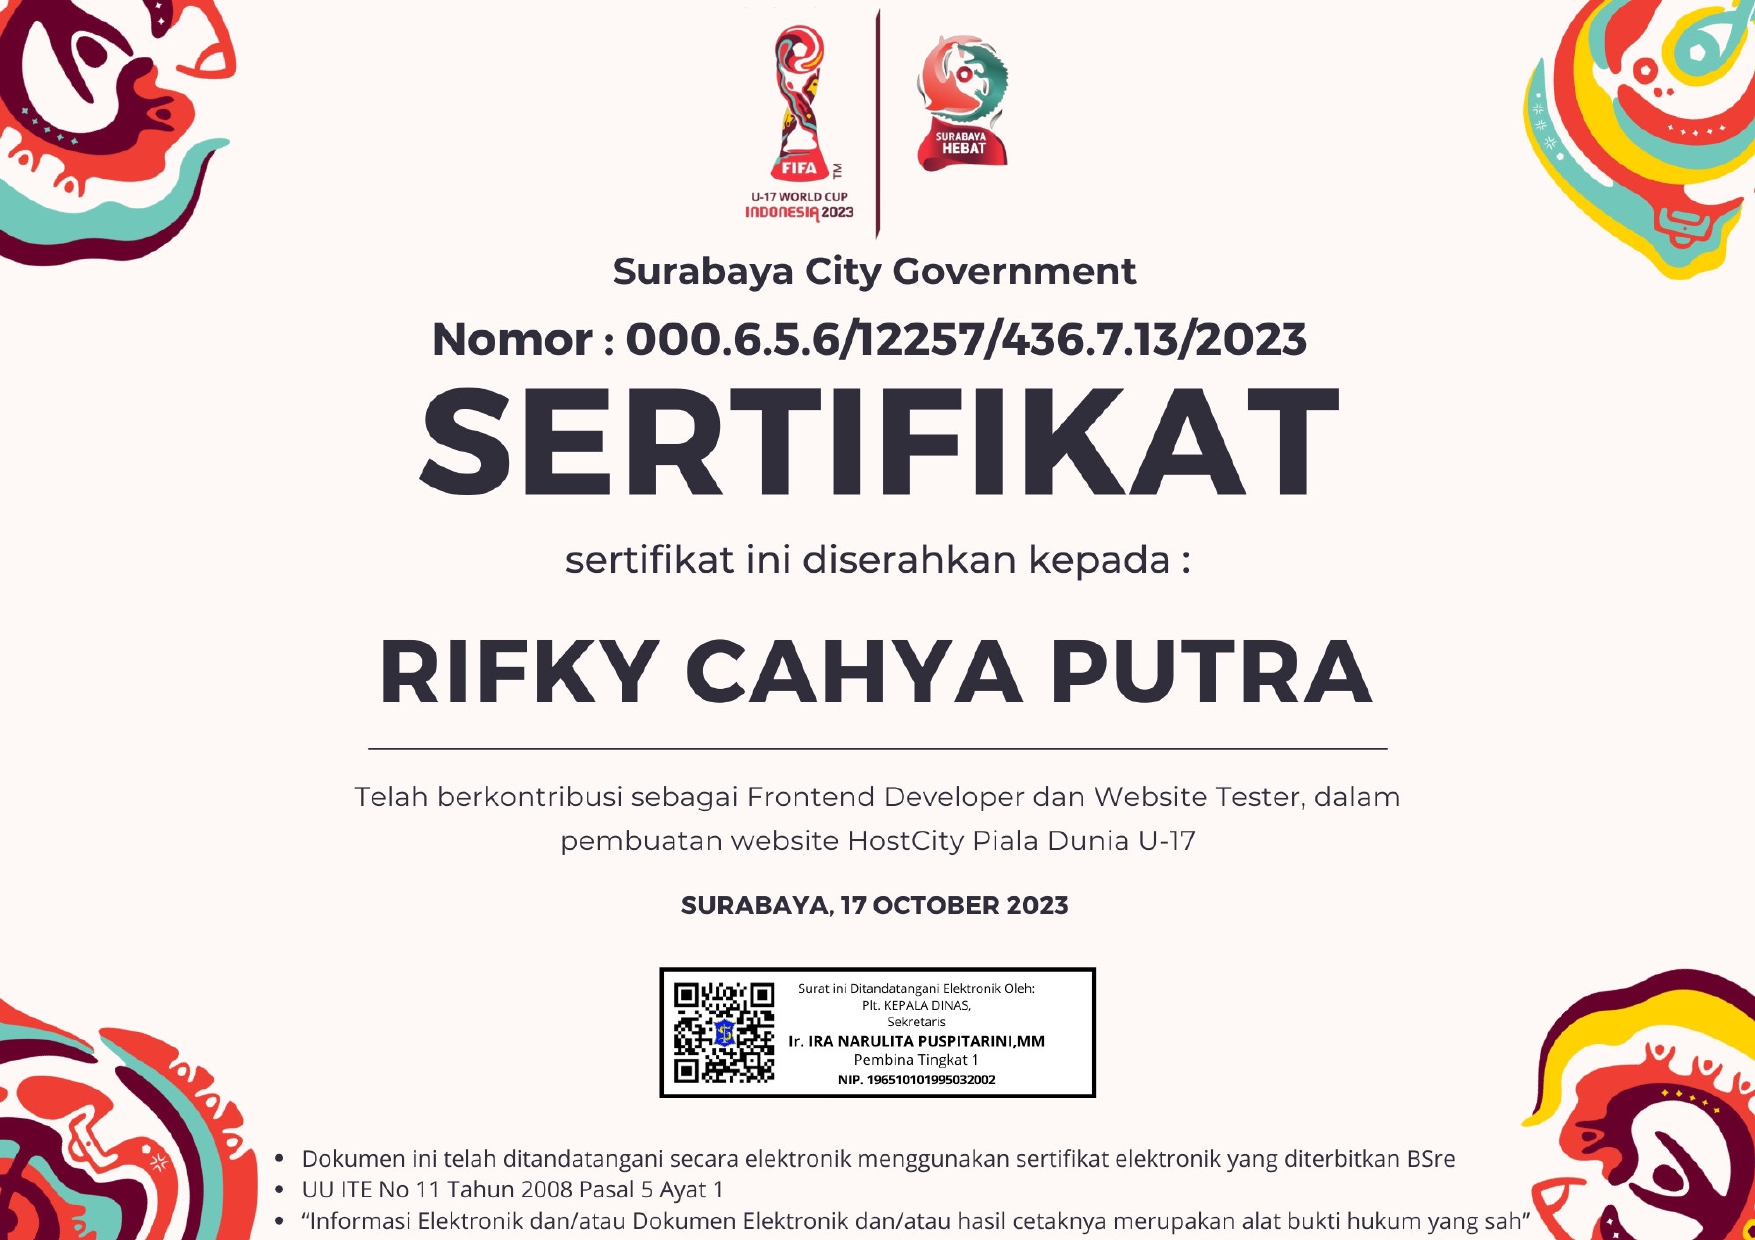 FIFA
TM
U-17 WORLD CUP
INDONESIA 2023
SURABAYA
HEBAT
Surabaya City Government
Nomor : 000.6.5.6/12257/436.7.13/2023
SERTIFIKAT
sertifikat ini diserahkan kepada :
RIFKY CAHYA PUTRA
Telah berkontribusi sebagai Frontend Developer dan Website Tester, dalam
pembuatan website HostCity Piala Dunia U-17
SURABAYA, 17 OCTOBER 2023
Surat ini Ditandatangani Elektronik Oleh:
Plt. KEPALA DINAS,
Sekretaris
Ir. IRA NARULITA PUSPITARINI,MM
Pembina Tingkat 1
NIP. 196510101995032002
• Dokumen ini telah ditandatangani secara elektronik menggunakan sertifikat elektronik yang diterbitkan BSre
• UU ITE No 11 Tahun 2008 Pasal 5 Ayat 1
• “Informasi Elektronik dan/atau Dokumen Elektronik dan/atau hasil cetaknya merupakan alat bukti hukum yang sah”